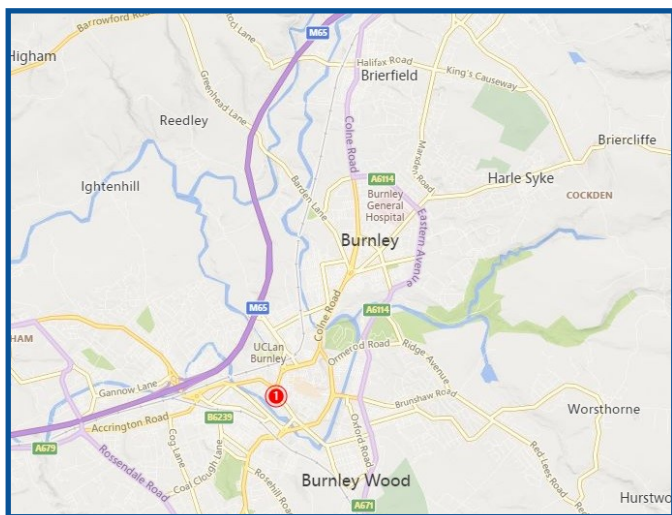 Barrowford Road
M65
Higham
Halifax Road
King's Causeway
Brierfield
Greenhead Lane
Reedley
Colne Road
Marsden Road
Briercliffe
Ightenhill
Barden Lane
A6114
Harle Syke
Burnley
General
Hospital
COCKDEN
Eastern Avenue
Burnley
M65
A6114
Colne Road
UCLan
Burnley
Ormerod Road
Ridge Avenue
HAM
Gannow Lane
1
Brunshaw Road
Worsthorne
B6239
Accrington Road
Oxford Road
A679
Cog Lane
Red Lees Road
Rossendale Road
Coal Clough Lane
Rosehill Road
Burnley Wood
Hurstwo
A671